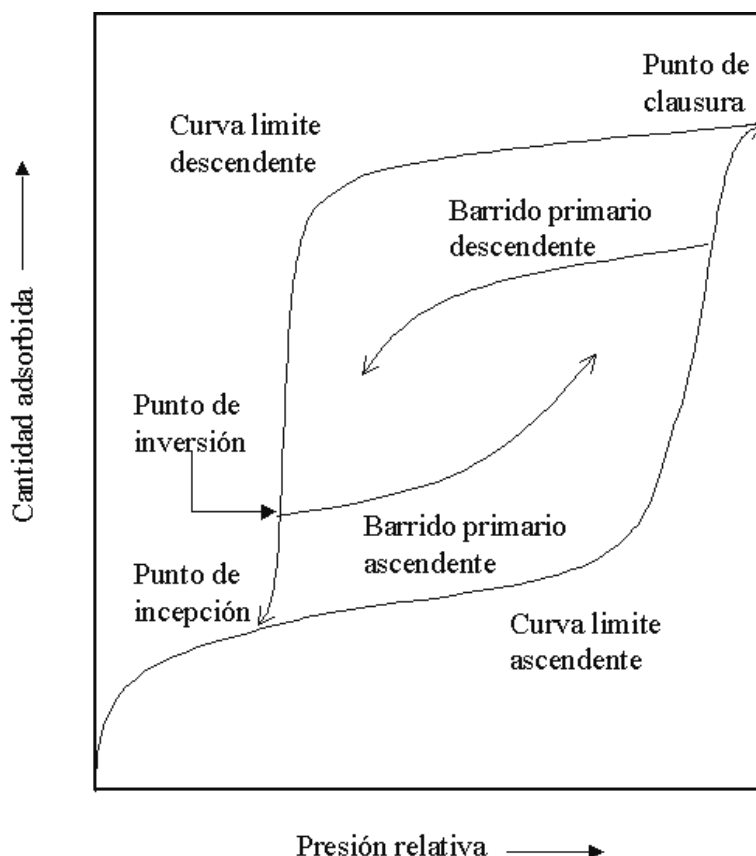 Punto de
clausura
Curva limite
descendente
Barrido primario
descendente
Cantidad adsorbida
Punto de
inversión
Barrido primario
ascendente
Punto de
incepción
Curva limite
ascendente
Presión relativa